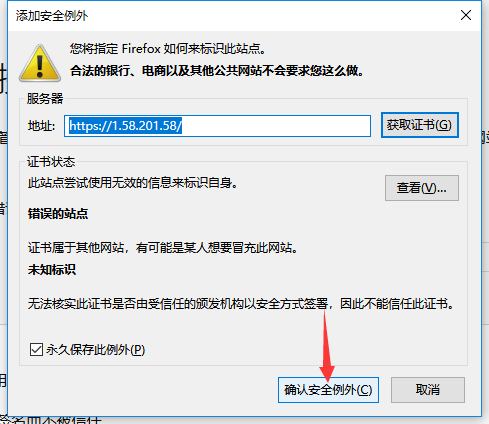 添加安全例外
您将指定 Firefox 如何来标识此站点。
合法的银行、电商以及其他公共网站不会要求您这么做。
服务器
地址: https://1.58.201.58/ 获取证书(G)
证书状态
此站点尝试使用无效的信息来标识自身。 查看(V)...
错误的站点
证书属于其他网站，有可能是某人想要冒充此网站。
未知标识
无法核实此证书是否由受信任的颁发机构以安全方式签署，因此不能信任此证书。
永久保存此例外(P)
确认安全例外(C) 取消